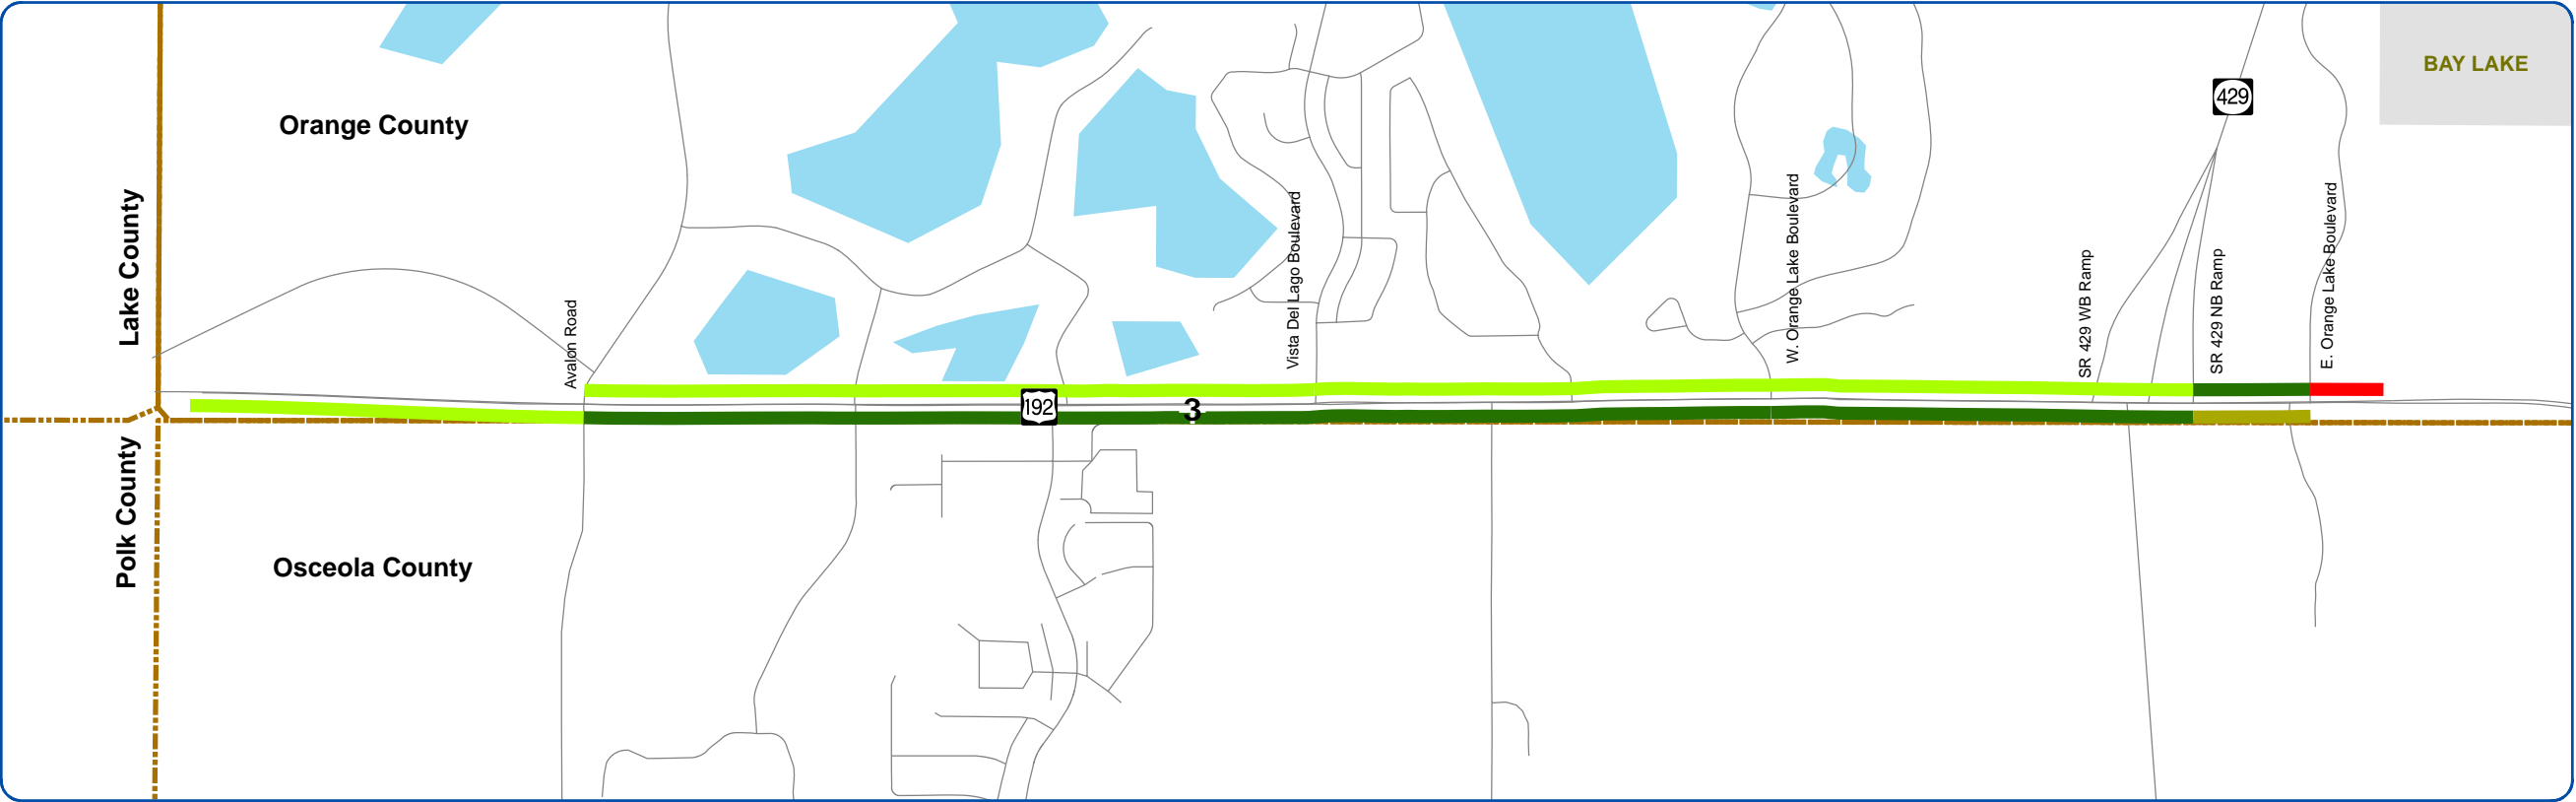 BAY LAKE
429
Orange County
Lake County
Avalon Road
Vista Del Lago Boulevard
W. Orange Lake Boulevard
SR 429 WB Ramp
SR 429 NB Ramp
E. Orange Lake Boulevard
192
3
Polk County
Osceola County